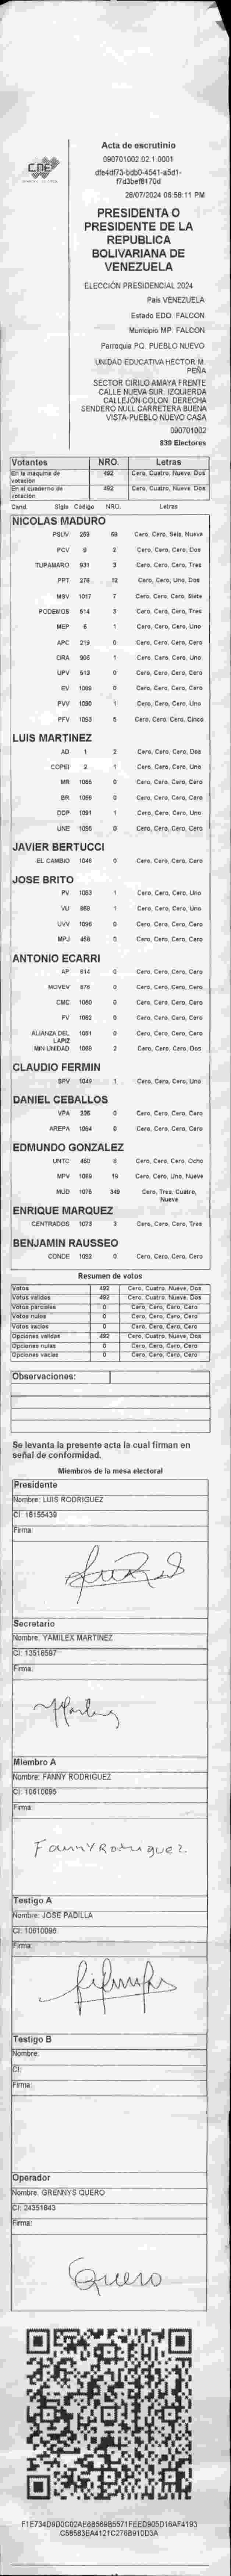 CNE
Acta de escrutinio
090701002.02.1.0001
dfe4df73-bdb0-4541-a5d1-
f7d3bef8170d
28/07/2024 06:58:11 PM
PRESIDENTA O
PRESIDENTE DE LA
REPUBLICA
BOLIVARIANA DE
VENEZUELA
ELECCIÓN PRESIDENCIAL 2024
País VENEZUELA
Estado EDO. FALCON
Municipio MP. FALCON
Parroquia PQ. PUEBLO NUEVO
UNIDAD EDUCATIVA HECTOR M.
PEÑA
SECTOR CIRILO AMAYA FRENTE
CALLE NUEVA SUR. IZQUIERDA
CALLEJÓN COLON. DERECHA
SENDERO NULL CARRETERA BUENA
VISTA-PUEBLO NUEVO CASA
090701002
839 Electores
Votantes NRO. Letras
En la maquina de votación 492 Cero, Cuatro, Nueve, Dos
En el cuaderno de votación 492 Cero, Cuatro, Nueve, Dos
Cand. Sigla Codigo NRO. Letras
NICOLAS MADURO
PSUV 269 69 Cero, Cero, Seis, Nueve
PCV 9 2 Cero, Cero, Cero, Dos
TUPAMARO 931 3 Cero, Cero, Cero, Tres
PPT 276 12 Cero, Cero, Uno, Dos
MSV 1017 7 Cero, Cero, Cero, Siete
PODEMOS 514 3 Cero, Cero, Cero, Tres
MEP 6 1 Cero, Cero, Cero, Uno
APC 219 0 Cero, Cero, Cero, Cero
ORA 906 1 Cero, Cero, Cero, Uno
UPV 513 0 Cero, Cero, Cero, Cero
EV 1069 0 Cero, Cero, Cero, Cero
PVV 1090 1 Cero, Cero, Cero, Uno
PFV 1093 5 Cero, Cero, Cero, Cinco
LUIS MARTINEZ
AD 1 2 Cero, Cero, Cero, Dos
COPEI 2 1 Cero, Cero, Cero, Uno
MR 1065 0 Cero, Cero, Cero, Cero
BR 1056 0 Cero, Cero, Cero, Cero
DDP 1091 1 Cero, Cero, Cero, Uno
UNE 1095 0 Cero, Cero, Cero, Cero
JAVIER BERTUCCI
EL CAMBIO 1048 0 Cero, Cero, Cero, Cero
JOSE BRITO
PV 1053 1 Cero, Cero, Cero, Uno
VU 868 1 Cero, Cero, Cero, Uno
UVV 1096 0 Cero, Cero, Cero, Cero
MPJ 456 0 Cero, Cero, Cero, Cero
ANTONIO ECARRI
AP 814 Cero, Cero, Cero, Cero
MOVEV 576 0 Cero, Cero, Cero, Cero
CMC 1060 0 Cero, Cero, Cero, Cero
FV 1062 0 Cero, Cero, Cero, Cero
ALIANZA DEL LAPIZ 1051 0 Cero, Cero, Cero, Cero
MIN UNIDAD 1069 2 Cero, Cero, Cero, Dos
CLAUDIO FERMIN
SPV 1049 1 Cero, Cero, Cero, Uno
DANIEL CEBALLOS
VPA 236 0 Cero, Cero, Cero, Cero
AREPA 1094 0 Cero, Cero, Cero, Cero
EDMUNDO GONZALEZ
UNTC 450 8 Cero, Cero, Cero, Ocho
MPV 1069 19 Cero, Cero, Uno, Nueve
MUD 1076 349 Cero, Tres, Cuatro, Nueve
ENRIQUE MARQUEZ
CENTRADOS 1073 3 Cero, Cero, Cero, Tres
BENJAMIN RAUSSEO
CONDE 1092 0 Cero, Cero, Cero, Cero
Resumen de votos
Votos 492 Cero, Cuatro, Nueve, Dos
Votos validos 492 Cero, Cuatro, Nueve, Dos
Votos parciales 0 Cero, Cero, Cero, Cero
Votos nulos 0 Cero, Cero, Cero, Cero
Votos vacios 0 Cero, Cero, Cero, Cero
Opciones validas 492 Cero, Cuatro, Nueve, Dos
Opciones nulas 0 Cero, Cero, Cero, Cero
Opciones vacias 0 Cero, Cero, Cero, Cero
Observaciones:
Se levanta la presente acta la cual firman en
señal de conformidad.
Miembros de la mesa electoral
Presidente
Nombre: LUIS RODRIGUEZ
CI: 16155439
Firma:
Secretario
Nombre: YAMILEX MARTINEZ
CI: 13516597
Firma:
Miembro A
Nombre: FANNY RODRIGUEZ
CI: 10610095
Firma:
Fanny Rodriguez
Testigo A
Nombre: JOSE PADILLA
CI: 10610096
Firma:
Testigo B
Nombre:
CI:
Firma:
Operador
Nombre: GRENNYS QUERO
CI: 24351843
Firma:
Quero
F1E734D9D0C02AE6B569B5571FEED905D16AF4193
C58583EA4121C276B910D3A